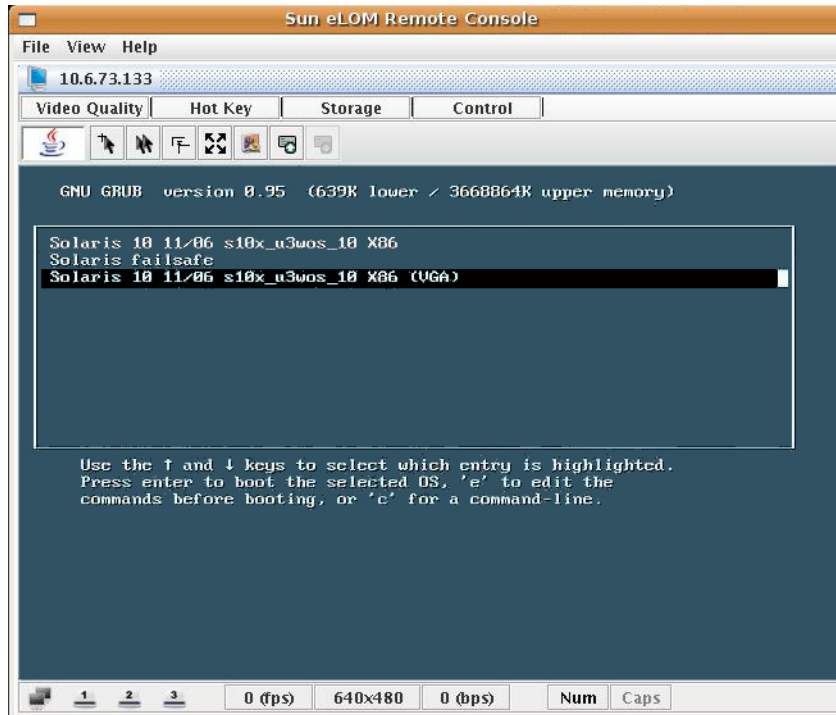 Sun eLOM Remote Console
File View Help
10.6.73.133
Video Quality Hot Key Storage Control
GNU GRUB version 0.95 (639K lower / 3668864K upper memory)
Solaris 10 11/06 s10x_u3wos_10 X86
Solaris failsafe
Solaris 10 11/06 s10x_u3wos_10 X86 (VGA)
Use the ↑ and ↓ keys to select which entry is highlighted.
Press enter to boot the selected OS, 'e' to edit the
commands before booting, or 'c' for a command-line.
1 2 3 0 (fps) 640x480 0 (bps) Num Caps